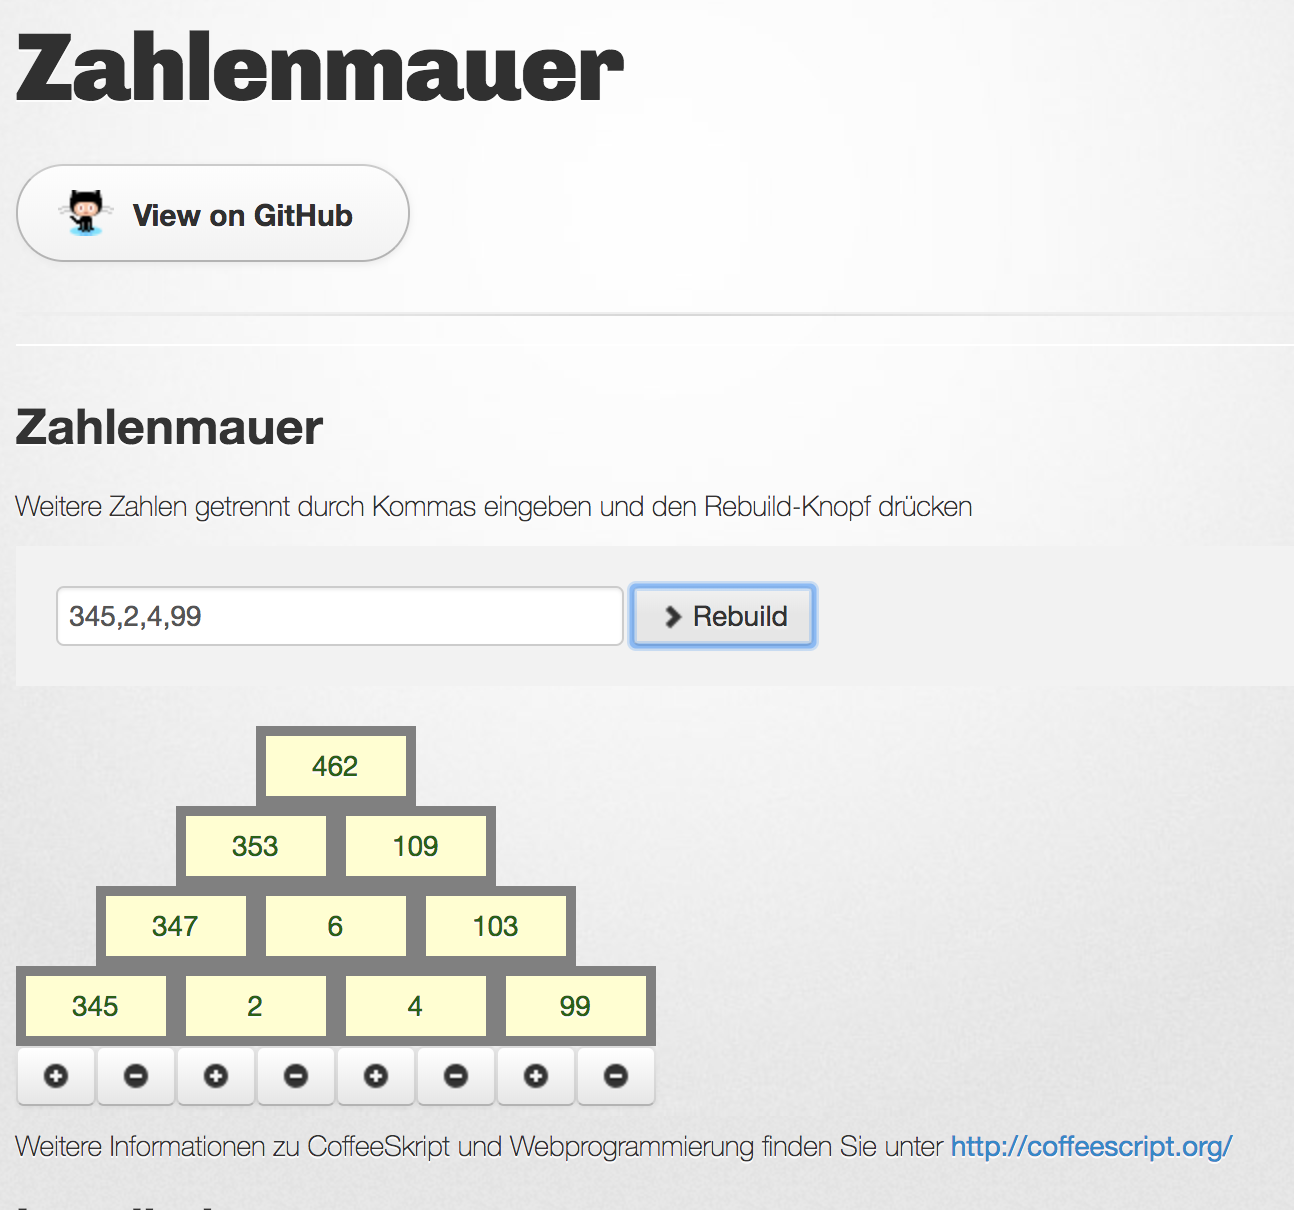 Zahlenmauer
View on GitHub
Zahlenmauer
Weitere Zahlen getrennt durch Kommas eingeben und den Rebuild-Knopf drücken
345,2,4,99 Rebuild
462
353 109
347 6 103
345 2 4 99
Weitere Informationen zu CoffeeSkript und Webprogrammierung finden Sie unter http://coffeescript.org/